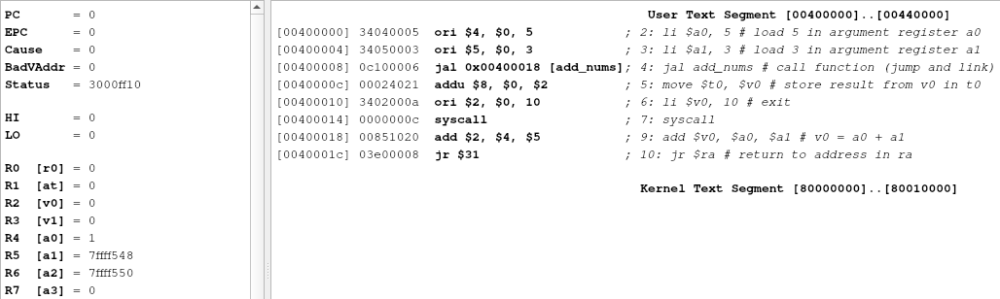 PC = 0
EPC = 0
Cause = 0
BadVAddr = 0
Status = 3000ff10
HI = 0
LO = 0
R0 [r0] = 0
R1 [at] = 0
R2 [v0] = 0
R3 [v1] = 0
R4 [a0] = 1
R5 [a1] = 7ffff548
R6 [a2] = 7ffff550
R7 [a3] = 0
User Text Segment [00400000]..[00440000]
[00400000] 34040005 ori $4, $0, 5 ; 2: li $a0, 5 # load 5 in argument register a0
[00400004] 34050003 ori $5, $0, 3 ; 3: li $a1, 3 # load 3 in argument register a1
[00400008] 0c100006 jal 0x00400018 [add_nums]; 4: jal add_nums # call function (jump and link)
[0040000c] 00024021 addu $8, $0, $2 ; 5: move $t0, $v0 # store result from v0 in t0
[00400010] 3402000a ori $2, $0, 10 ; 6: li $v0, 10 # exit
[00400014] 0000000c syscall ; 7: syscall
[00400018] 00851020 add $2, $4, $5 ; 9: add $v0, $a0, $a1 # v0 = a0 + a1
[0040001c] 03e00008 jr $31 ; 10: jr $ra # return to address in ra
Kernel Text Segment [80000000]..[80010000]